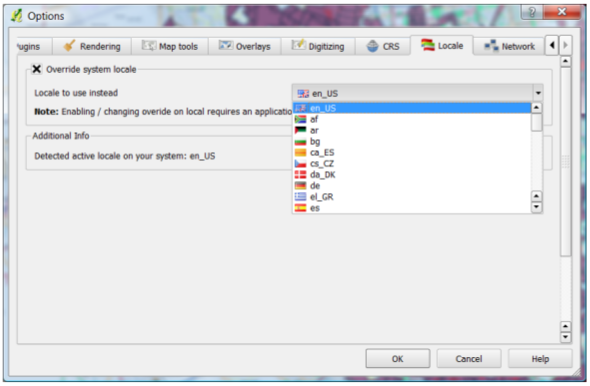 Options
ugins Rendering Map tools Overlays Digitizing CRS Locale Network
Override system locale
Locale to use instead en_US
Note: Enabling / changing overide on local requires an applicatio
en_US
af
ar
bg
ca_ES
cs_CZ
da_DK
de
el_GR
es
Additional Info
Detected active locale on your system: en_US
OK Cancel Help